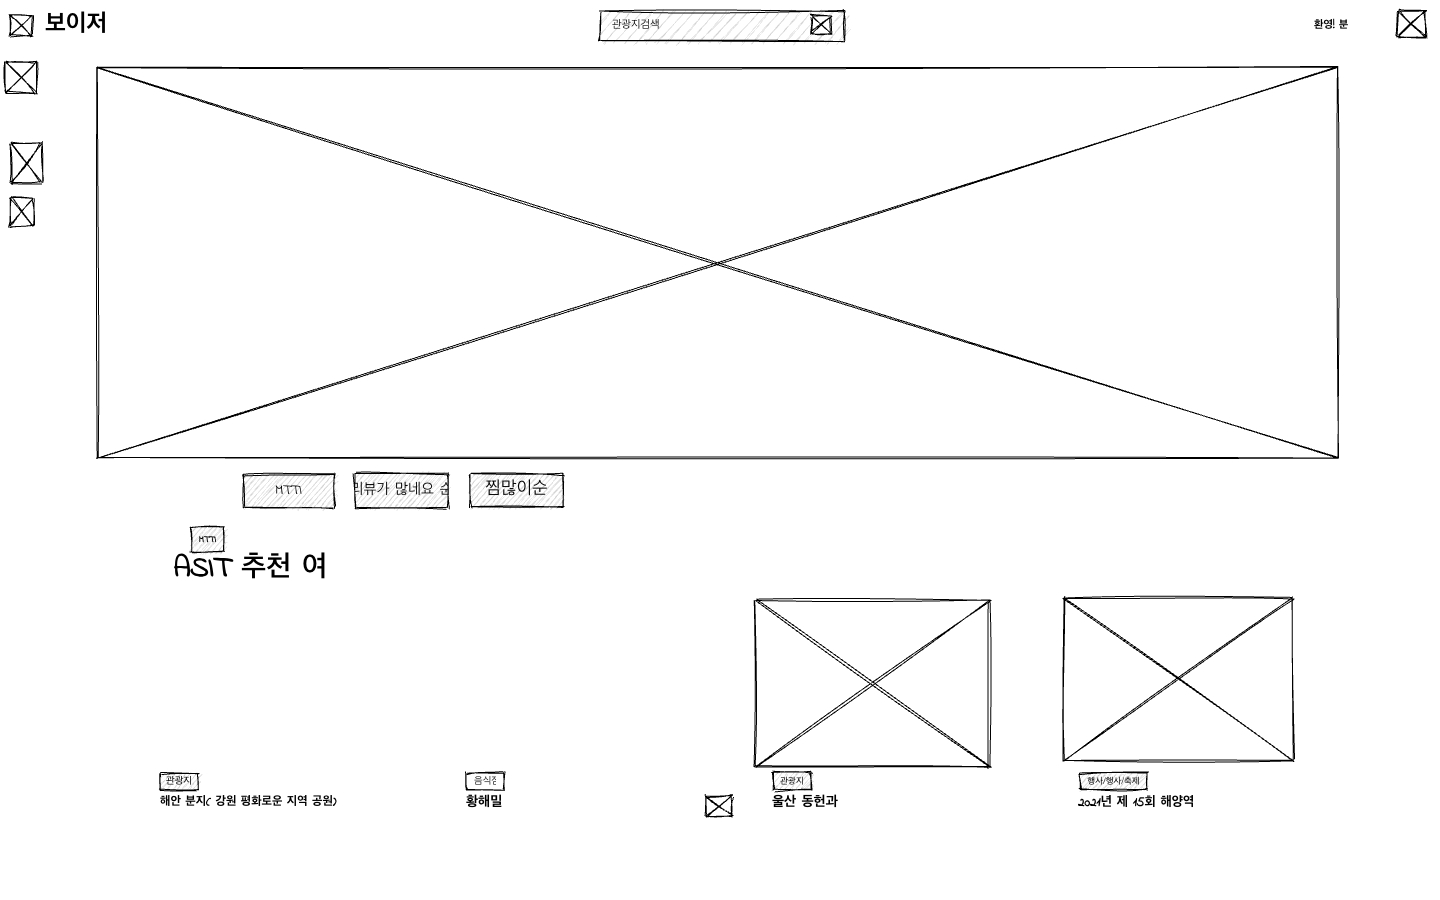 보이저
관광지검색
환영! 분
MTTI
리뷰가 많네요 순
찜많이순
MTTI
ASIT 추천 여
관광지
해안 분지( 강원 평화로운 지역 공원)
음식점
황해밀
관광지
울산 동헌과
행사/행사/축제
2021년 제 15회 해양역